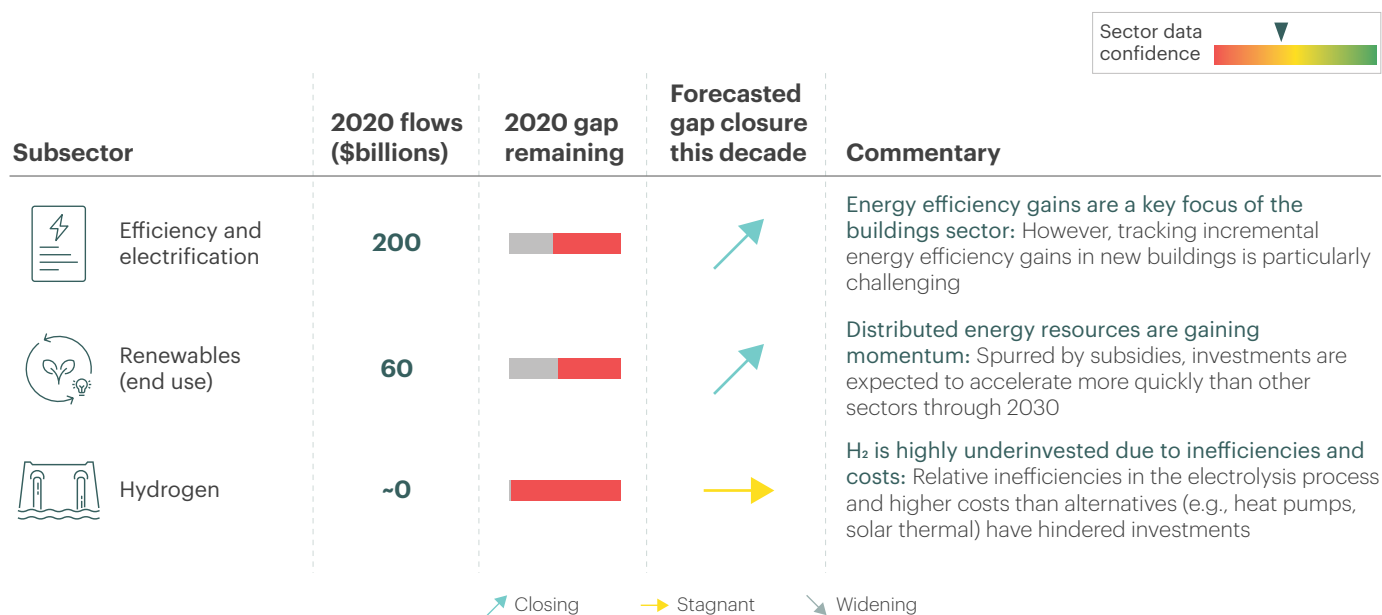 Sector data
confidence
Subsector
2020 flows
($billions)
2020 gap
remaining
Forecasted
gap closure
this decade
Commentary
Efficiency and
electrification
200
Energy efficiency gains are a key focus of the
buildings sector: However, tracking incremental
energy efficiency gains in new buildings is particularly
challenging
Renewables
(end use)
60
Distributed energy resources are gaining
momentum: Spurred by subsidies, investments are
expected to accelerate more quickly than other
sectors through 2030
Hydrogen
~0
H₂ is highly underinvested due to inefficiencies and
costs: Relative inefficiencies in the electrolysis process
and higher costs than alternatives (e.g., heat pumps,
solar thermal) have hindered investments
Closing
Stagnant
Widening